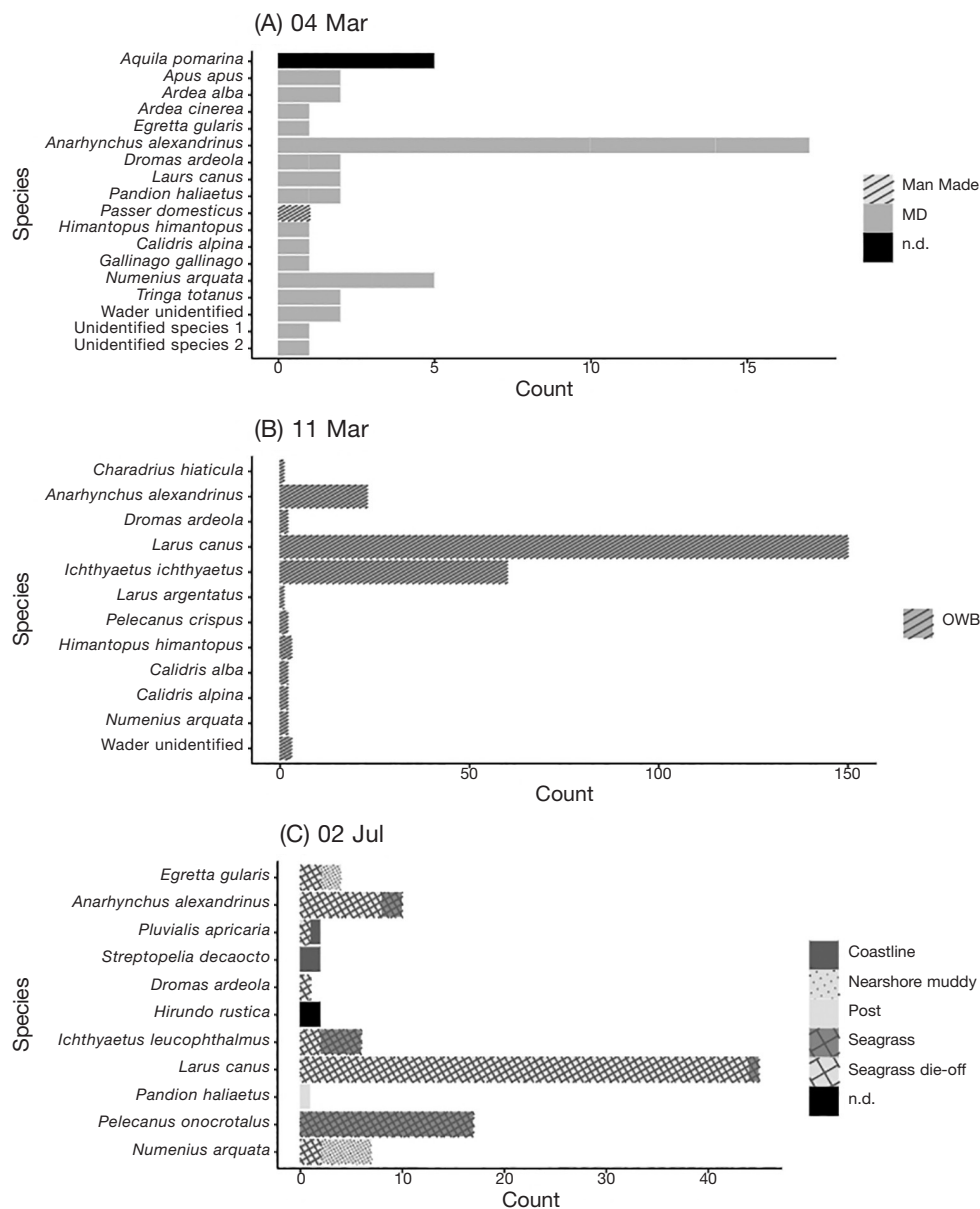 (A) 04 Mar
Species
Aquila pomarina
Apus apus
Ardea alba
Ardea cinerea
Egretta gularis
Anarhynchus alexandrinus
Dromas ardeola
Laurs canus
Pandion haliaetus
Passer domesticus
Himantopus himantopus
Calidris alpina
Gallinago gallinago
Numenius arquata
Tringa totanus
Wader unidentified
Unidentified species 1
Unidentified species 2
0 5 10 15
Count
Man Made
MD
n.d.
(B) 11 Mar
Species
Charadrius hiaticula
Anarhynchus alexandrinus
Dromas ardeola
Larus canus
Ichthyaetus ichthyaetus
Larus argentatus
Pelecanus crispus
Himantopus himantopus
Calidris alba
Calidris alpina
Numenius arquata
Wader unidentified
0 50 100 150
Count
OWB
(C) 02 Jul
Species
Egretta gularis
Anarhynchus alexandrinus
Pluvialis apricaria
Streptopelia decaocto
Dromas ardeola
Hirundo rustica
Ichthyaetus leucophthalmus
Larus canus
Pandion haliaetus
Pelecanus onocrotalus
Numenius arquata
0 10 20 30 40
Count
Coastline
Nearshore muddy
Post
Seagrass
Seagrass die-off
n.d.